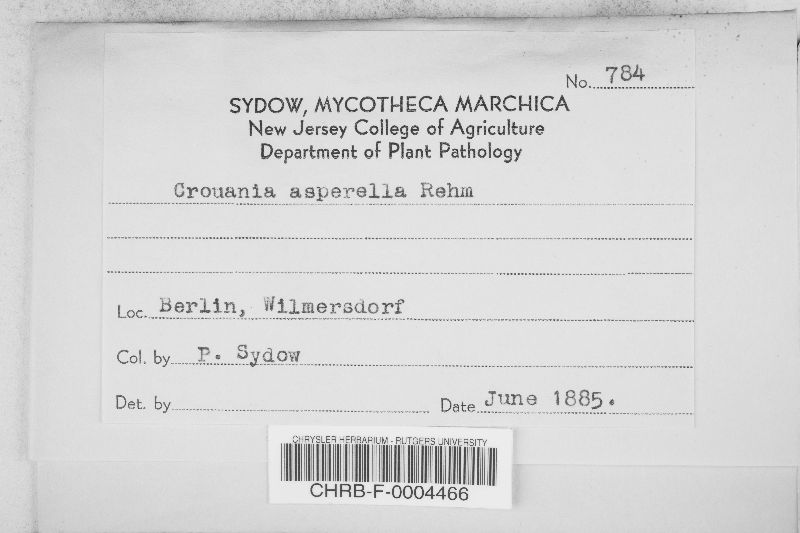 No. 784
SYDOW, MYCOTHECA MARCHICA
New Jersey College of Agriculture
Department of Plant Pathology
Crouania asperella Rehm
Loc. Berlin, Wilmersdorf
Col. by P. Sydow
Det. by
Date June 1885.
CHRYSLER HERBARIUM - RUTGERS UNIVERSITY
CHRB-F-0004466